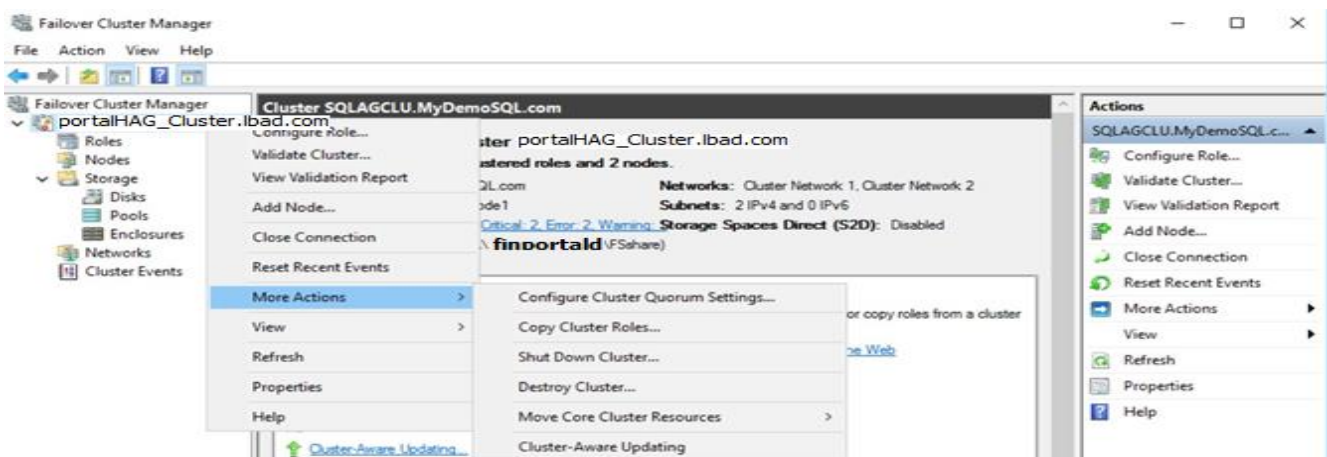 Failover Cluster Manager
File Action View Help
Failover Cluster Manager
portalHAG_Cluster.lbad.com
Roles
Nodes
Storage
Disks
Pools
Enclosures
Networks
Cluster Events
Cluster SQLAGCLU.MyDemoSQL.com
Configure Role...
Validate Cluster...
View Validation Report
Add Node...
Close Connection
Reset Recent Events
More Actions >
View >
Refresh
Properties
Help
ster portalHAG_Cluster.lbad.com
ustered roles and 2 nodes.
QL.com Networks: Cluster Network 1, Cluster Network 2
ode1 Subnets: 2 IPv4 and 0 IPv6
Critical: 2, Error: 2, Warning: Storage Spaces Direct (S2D): Disabled
\ finportald \FSshare)
Configure Cluster Quorum Settings...
Copy Cluster Roles...
Shut Down Cluster...
Destroy Cluster...
Move Core Cluster Resources >
Cluster-Aware Updating
or copy roles from a cluster
he Web
Cluster-Aware Updating...
Actions
SQLAGCLU.MyDemoSQL.c...
Configure Role...
Validate Cluster...
View Validation Report
Add Node...
Close Connection
Reset Recent Events
More Actions
View
Refresh
Properties
Help